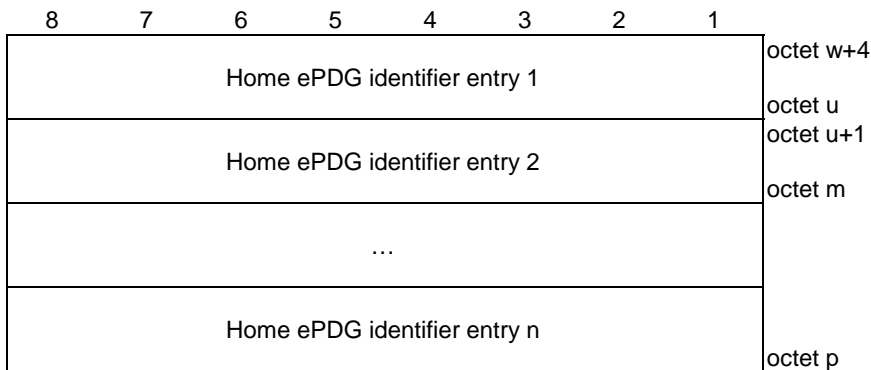 8 7 6 5 4 3 2 1
octet w+4
Home ePDG identifier entry 1
octet u
octet u+1
Home ePDG identifier entry 2
octet m
…
Home ePDG identifier entry n
octet p